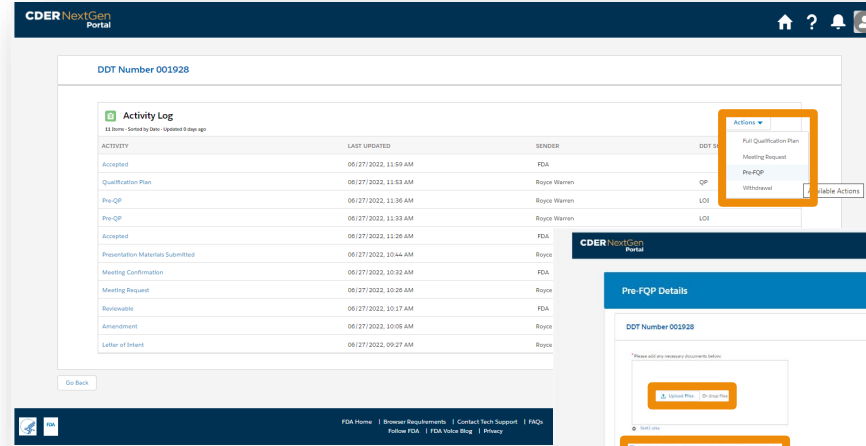 CDER NextGen
Portal
DDT Number 001928
Activity Log
11 Items · Sorted by Date · Updated 0 days ago
Actions
ACTIVITY LAST UPDATED SENDER
Accepted 06/27/2022, 11:59 AM FDA
Qualification Plan 06/27/2022, 11:53 AM Royce Warren QP
Pre-QP 06/27/2022, 11:36 AM Royce Warren LOI
Pre-QP 06/27/2022, 11:33 AM Royce Warren LOI
Accepted 06/27/2022, 11:26 AM FDA
Presentation Materials Submitted 06/27/2022, 10:44 AM Royce
Meeting Confirmation 06/27/2022, 10:32 AM FDA
Meeting Request 06/27/2022, 10:26 AM Royce
Reviewable 06/27/2022, 10:17 AM FDA
Amendment 06/27/2022, 10:05 AM Royce
Letter of Intent 06/27/2022, 09:27 AM Royce
Full Qualification Plan
Meeting Request
Pre-FQP
Withdrawal
Available Actions
Go Back
FDA
FDA Home | Browser Requirements | Contact Tech Support | FAQs
Follow FDA | FDA Voice Blog | Privacy
CDER NextGen
Portal
Pre-FQP Details
DDT Number 001928
*Please add any necessary documents below:
Upload Files Or drop files